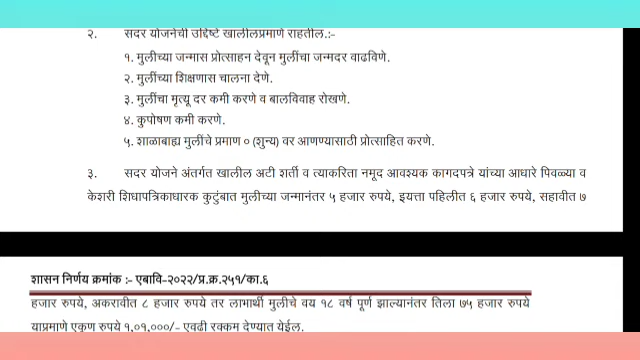 २. सदर योजनेची उद्दिष्टे खालीलप्रमाणे राहतील.:-
१. मुलीच्या जन्मास प्रोत्साहन देवून मुलींचा जन्मदर वाढविणे.
२. मुलींच्या शिक्षणास चालना देणे.
३. मुलींचा मृत्यू दर कमी करणे व बालविवाह रोखणे.
४. कुपोषण कमी करणे.
५. शाळाबाह्य मुलींचे प्रमाण ० (शुन्य) वर आणण्यासाठी प्रोत्साहित करणे.
३. सदर योजने अंतर्गत खालील अटी शर्ती व त्याकरिता नमूद आवश्यक कागदपत्रे यांच्या आधारे पिवळ्या व
केशरी शिधापत्रिकाधारक कुटुंबात मुलीच्या जन्मानंतर ५ हजार रुपये, इयत्ता पहिलीत ६ हजार रुपये, सहावीत ७
शासन निर्णय क्रमांक :- एबावि-२०२२/प्र.क्र.२५१/का.६
हजार रुपये, अकरावीत ८ हजार रुपये तर लाभार्थी मुलीचे वय १८ वर्ष पूर्ण झाल्यानंतर तिला ७५ हजार रुपये
याप्रमाणे एकूण रुपये १,०१,०००/- एवढी रक्कम देण्यात येईल.